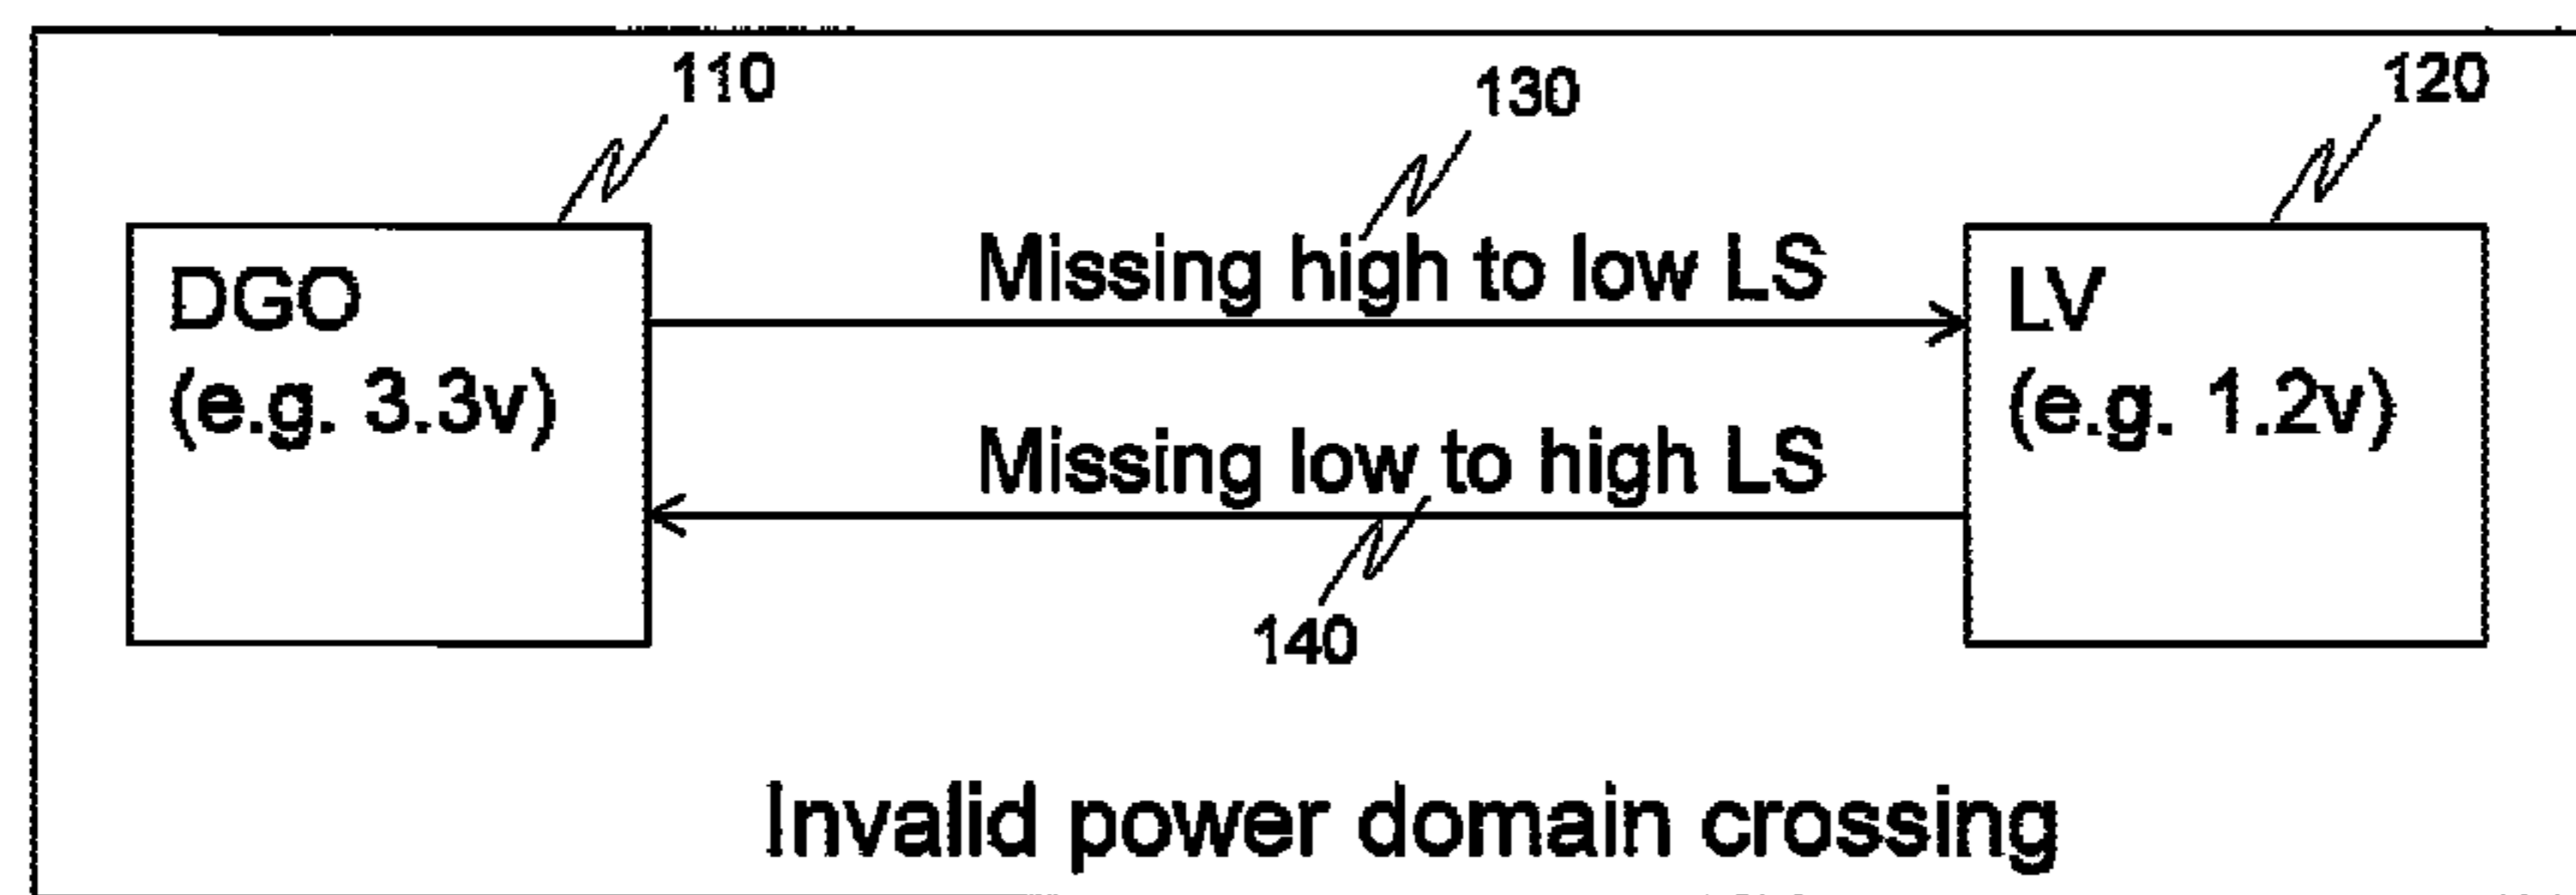 110
130
120
DGO
(e.g. 3.3v)
Missing high to low LS
LV
(e.g. 1.2v)
Missing low to high LS
140
Invalid power domain crossing